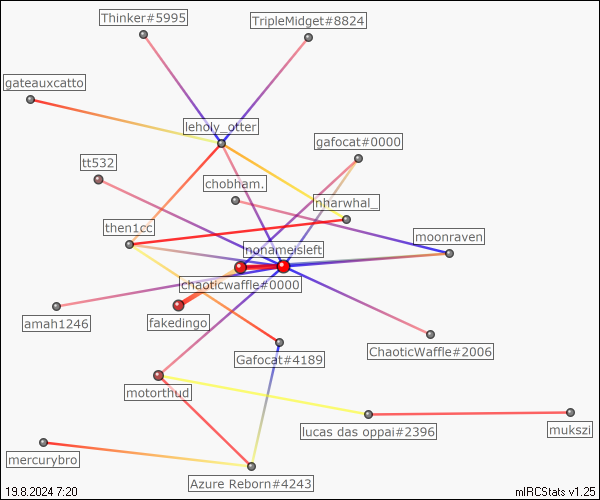 Thinker#5995
TripleMidget#8824
gateauxcatto
leholy_otter
gafocat#0000
tt532
chobham.
nharwhal_
then1cc
moonraven
nonameisleft
chaoticwaffle#0000
amah1246
fakedingo
Gafocat#4189
ChaoticWaffle#2006
motorthud
lucas das oppai#2396
mukszi
mercurybro
Azure Reborn#4243
19.8.2024 7:20
mIRCStats v1.25